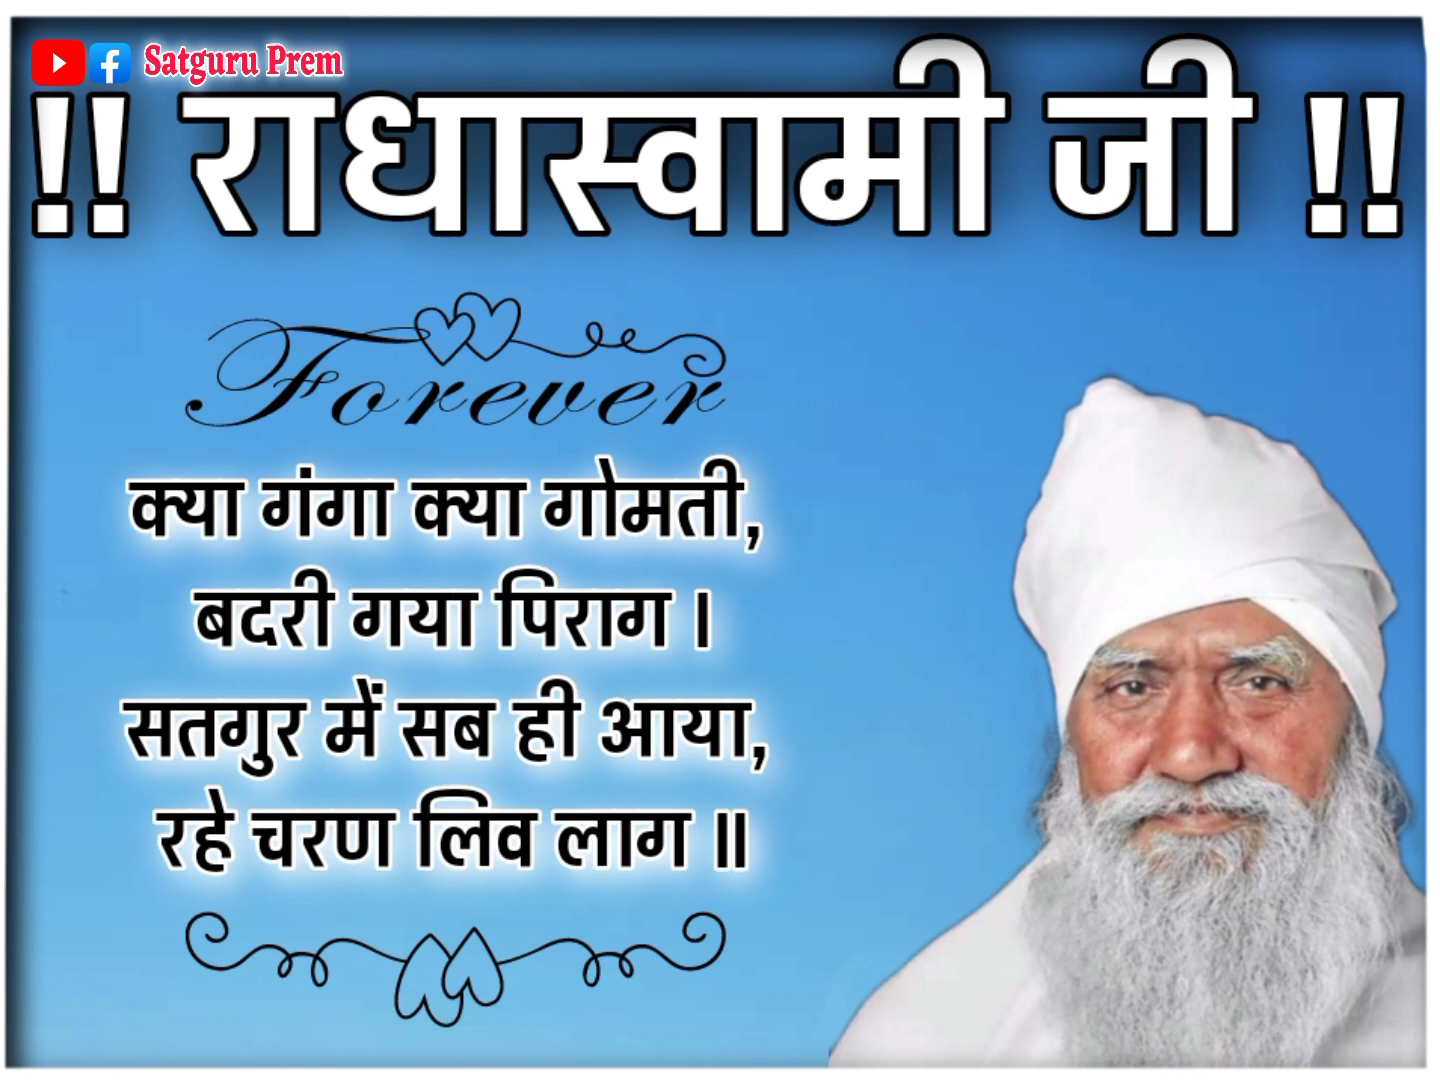 Satguru Prem
!! राधास्वामी जी !!
Forever
क्या गंगा क्या गोमती,
बदरी गया पिराग ।
सतगुर में सब ही आया,
रहे चरण लिव लाग ॥